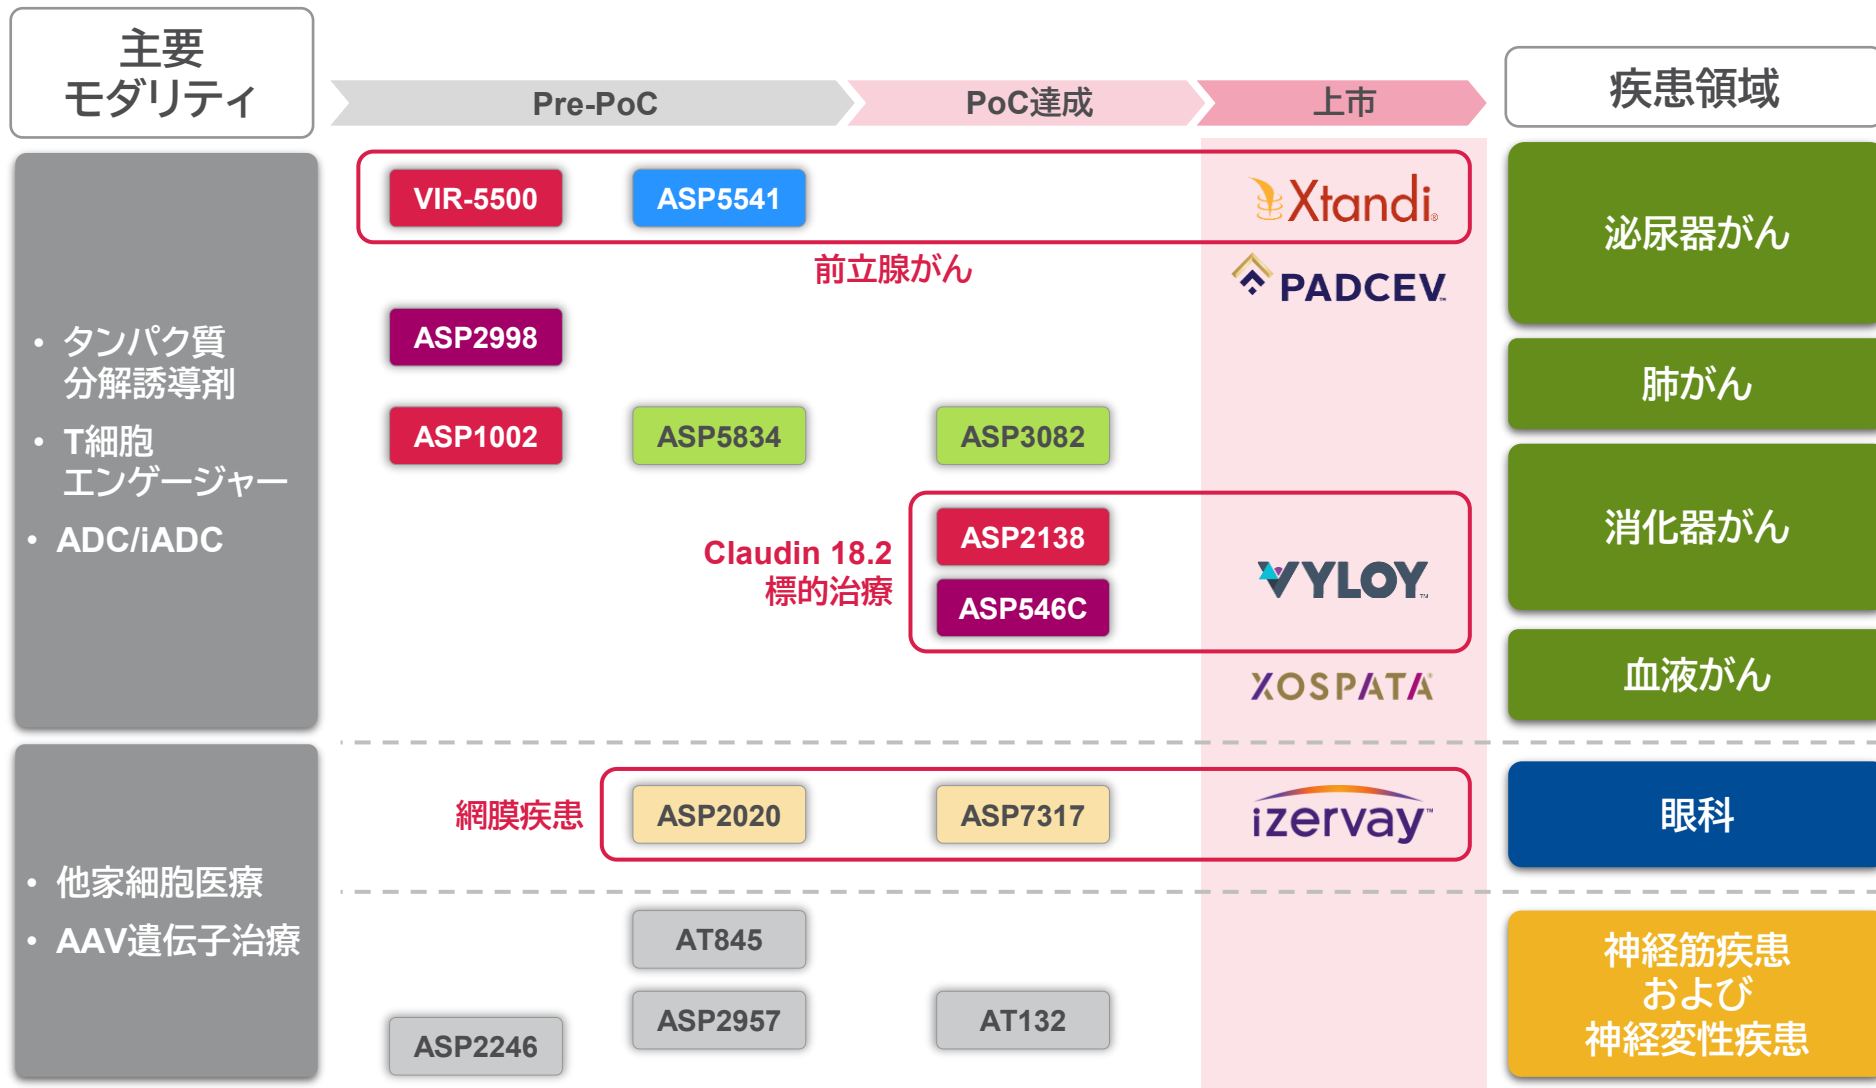 主要
モダリティ
Pre-PoC
PoC達成
上市
疾患領域
• タンパク質
分解誘導剤
• T細胞
エンゲージャー
• ADC/iADC
VIR-5500
ASP5541
Xtandi®
前立腺がん
PADCEV™
泌尿器がん
ASP2998
肺がん
ASP1002
ASP5834
ASP3082
Claudin 18.2
標的治療
ASP2138
ASP546C
VYLOY™
消化器がん
XOSPATA®
血液がん
• 他家細胞医療
• AAV遺伝子治療
網膜疾患
ASP2020
ASP7317
izervay™
眼科
AT845
ASP2246
ASP2957
AT132
神経筋疾患
および
神経変性疾患